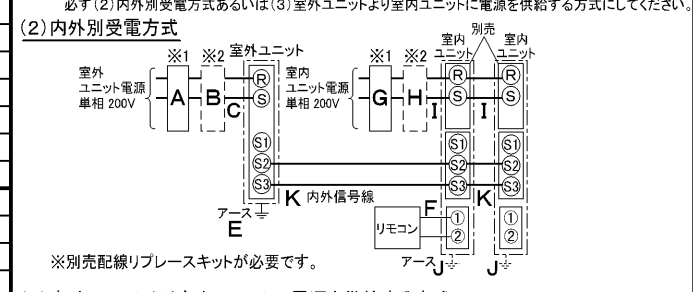 必ず(2)内外別受電方式あるいは(3)室外ユニットより室内ユニットに電源を供給する方式にしてください。
(2)内外別受電方式
別売
※1 ※2 室外ユニット
※1 ※2 室内ユニット 室内ユニット
室外ユニット電源 単相 200V
A B C R S
室内ユニット電源 単相 200V
G H I R S I R S
S1 S1 S1
S2 S2 S2
S3 K 内外信号線 S3 K S3
アース E
リモコン F ① ② ① ②
アース J J
※別売配線リプレースキットが必要です。